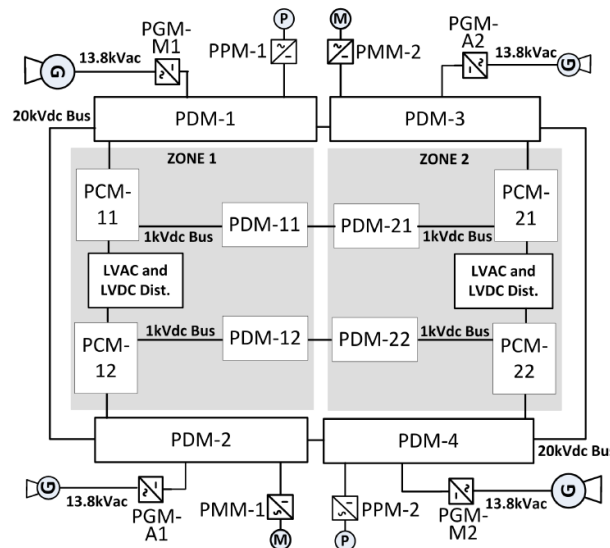 PGM-
M1
13.8kVac
G
P
PPM-1
M
PMM-2
PGM-
A2
13.8kVac
G
20kVdc Bus
PDM-1
PDM-3
ZONE 1
ZONE 2
PCM-
11
PDM-11
PDM-21
PCM-
21
1kVdc Bus
1kVdc Bus
LVAC and
LVDC Dist.
LVAC and
LVDC Dist.
PCM-
12
1kVdc Bus
PDM-12
PDM-22
1kVdc Bus
PCM-
22
PDM-2
PDM-4
20kVdc Bus
G
13.8kVac
PGM-
A1
PMM-1
M
PPM-2
P
PGM-
M2
13.8kVac
G